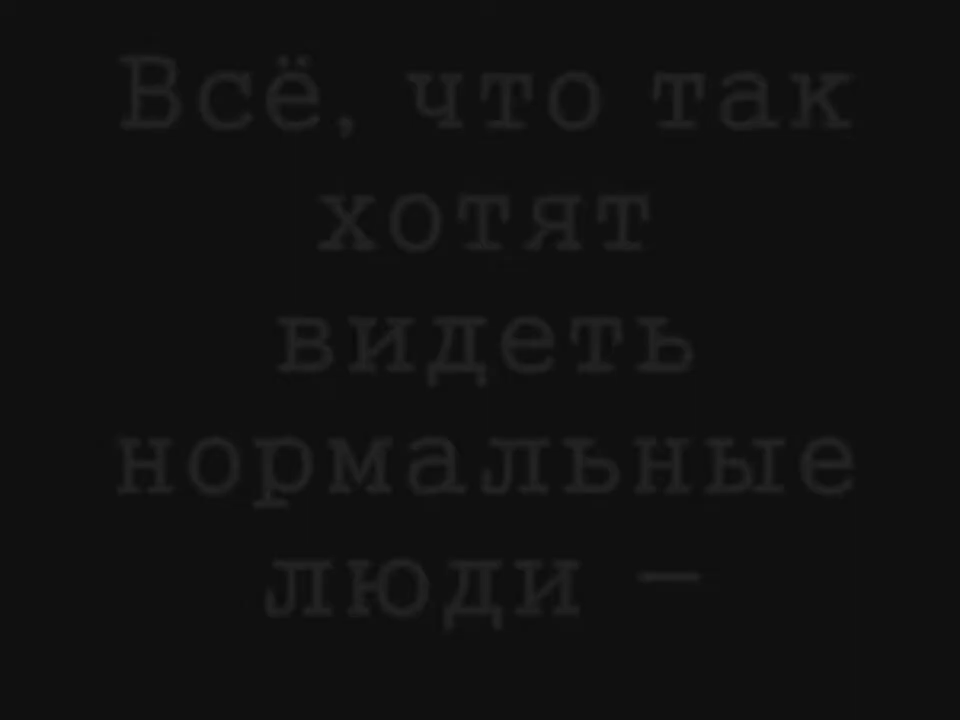 Всё, что так
хотят
видеть
нормальные
люди —